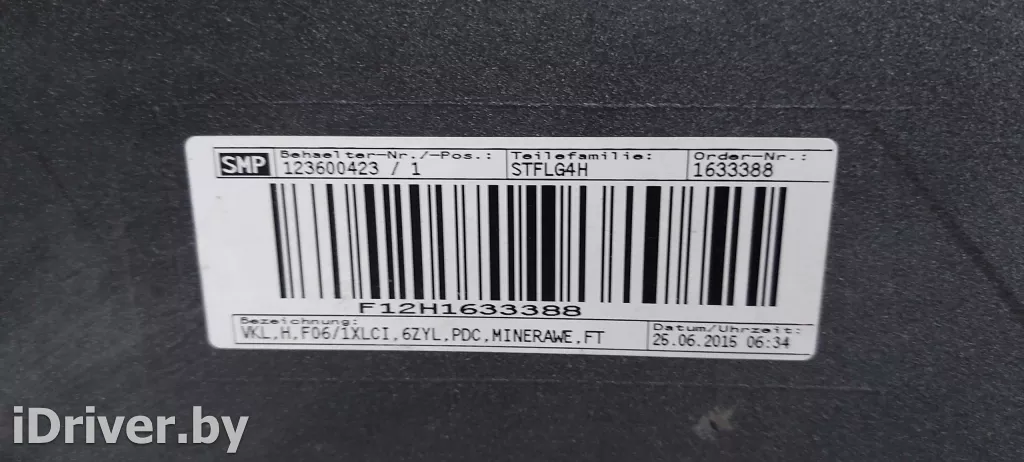 SMP
Behaelter-Nr./-Pos.: Teilefamilie: Order-Nr.:
123600423 / 1 STFLG4H 1633388
F12H1633388
Bezeichnung: Datum/Uhrzeit:
VKL,H,F06/1XLCI,6ZYL,PDC,MINERAWE,FT 25.06.2015 06:34
iDriver.by